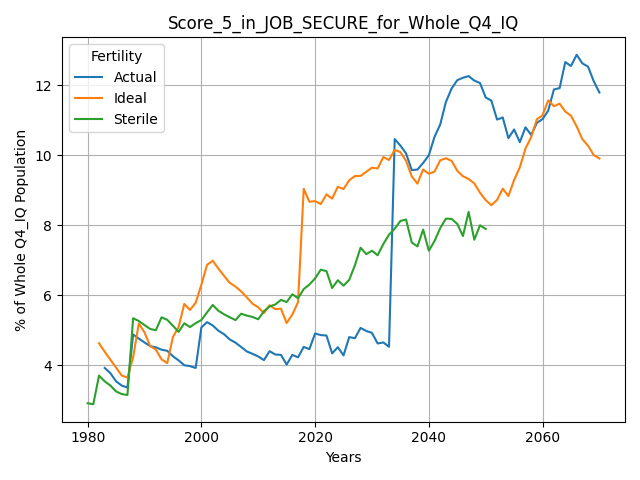 Score_5_in_JOB_SECURE_for_Whole_Q4_IQ
Fertility
Actual
Ideal
Sterile
% of Whole Q4_IQ Population
12
10
8
6
4
1980
2000
2020
2040
2060
Years